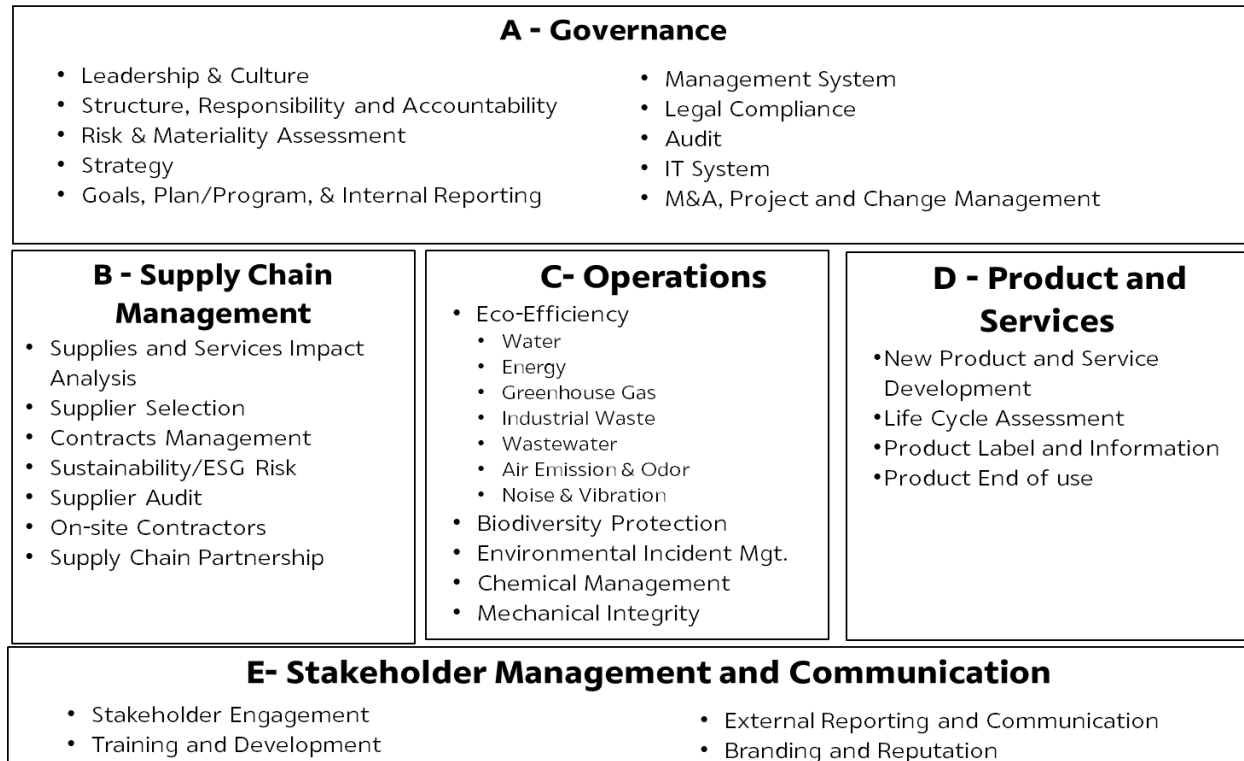 A - Governance
• Leadership & Culture
• Structure, Responsibility and Accountability
• Risk & Materiality Assessment
• Strategy
• Goals, Plan/Program, & Internal Reporting
• Management System
• Legal Compliance
• Audit
• IT System
• M&A, Project and Change Management
B - Supply Chain
Management
• Supplies and Services Impact
Analysis
• Supplier Selection
• Contracts Management
• Sustainability/ESG Risk
• Supplier Audit
• On-site Contractors
• Supply Chain Partnership
C- Operations
• Eco-Efficiency
• Water
• Energy
• Greenhouse Gas
• Industrial Waste
• Wastewater
• Air Emission & Odor
• Noise & Vibration
• Biodiversity Protection
• Environmental Incident Mgt.
• Chemical Management
• Mechanical Integrity
D - Product and
Services
•New Product and Service
Development
•Life Cycle Assessment
•Product Label and Information
•Product End of use
E- Stakeholder Management and Communication
• Stakeholder Engagement
• Training and Development
• External Reporting and Communication
• Branding and Reputation